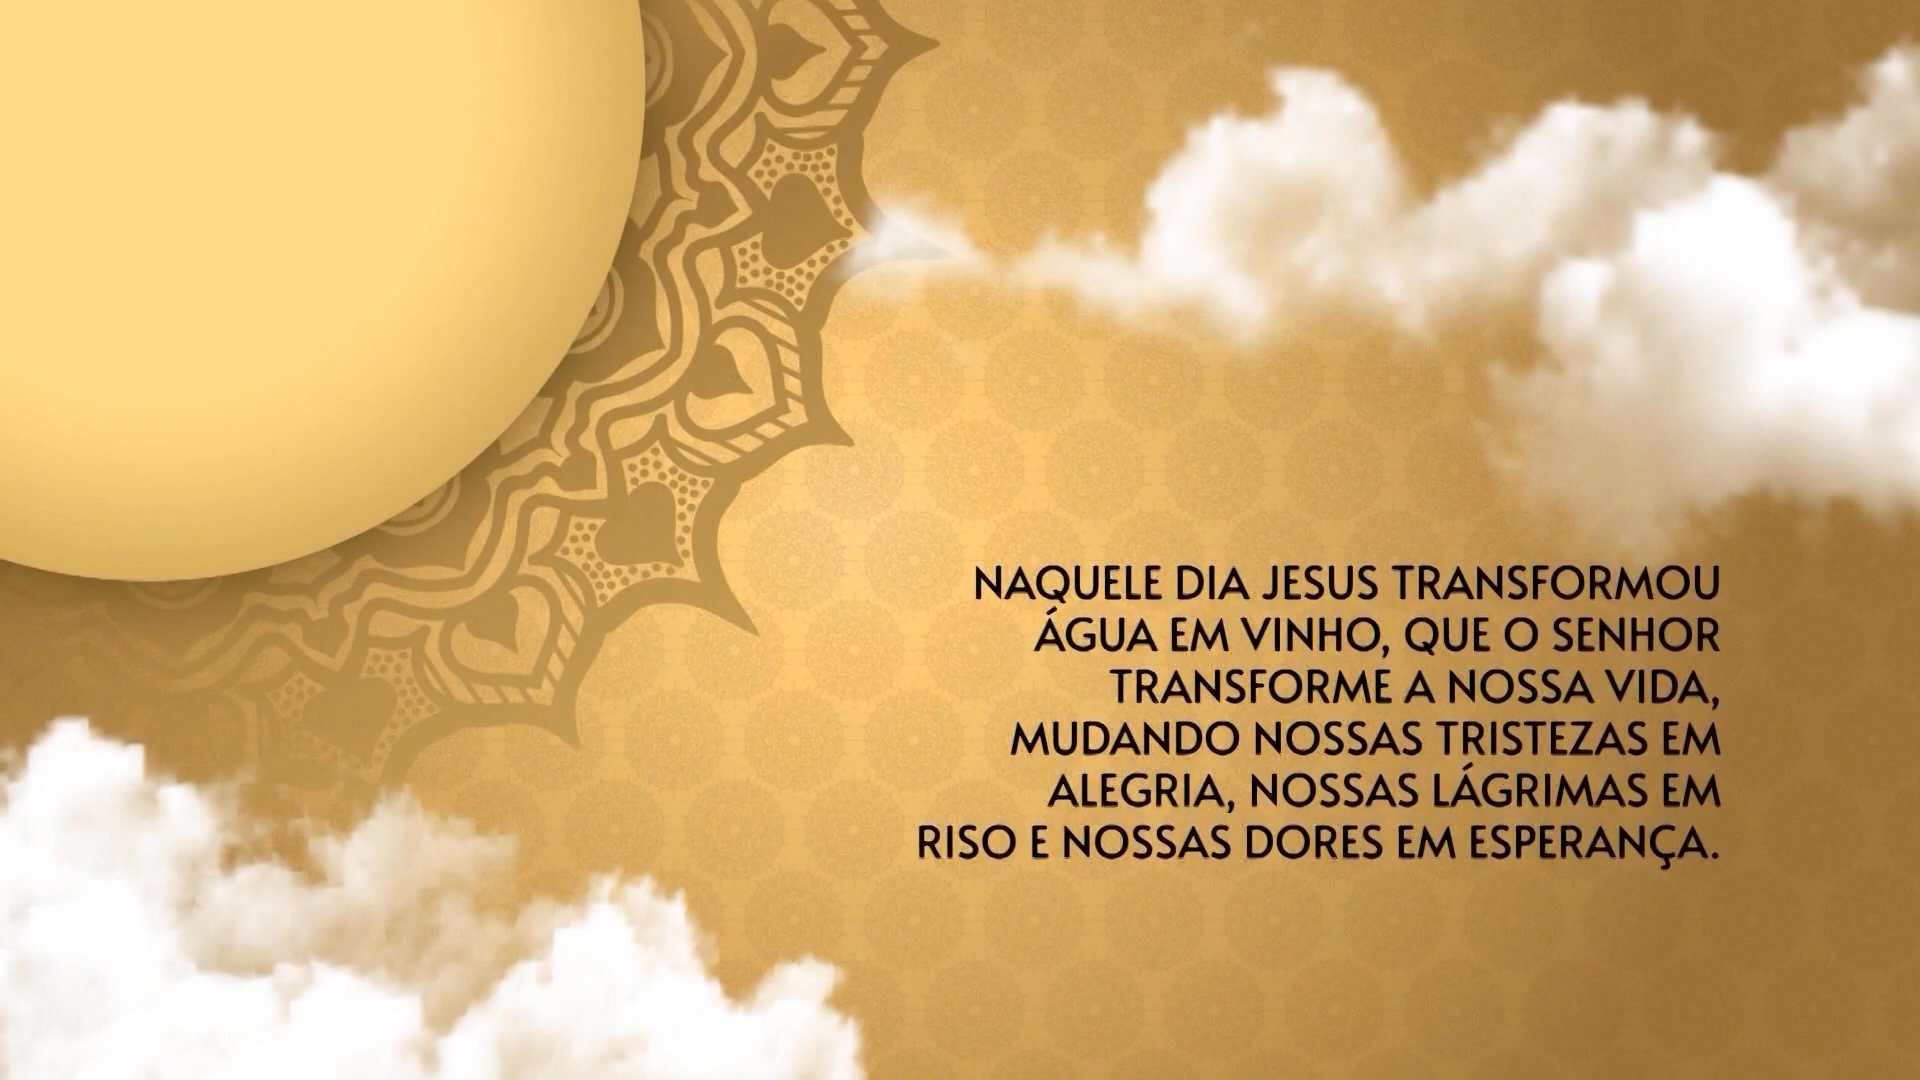 NAQUELE DIA JESUS TRANSFORMOU
ÁGUA EM VINHO, QUE O SENHOR
TRANSFORME A NOSSA VIDA,
MUDANDO NOSSAS TRISTEZAS EM
ALEGRIA, NOSSAS LÁGRIMAS EM
RISO E NOSSAS DORES EM ESPERANÇA.